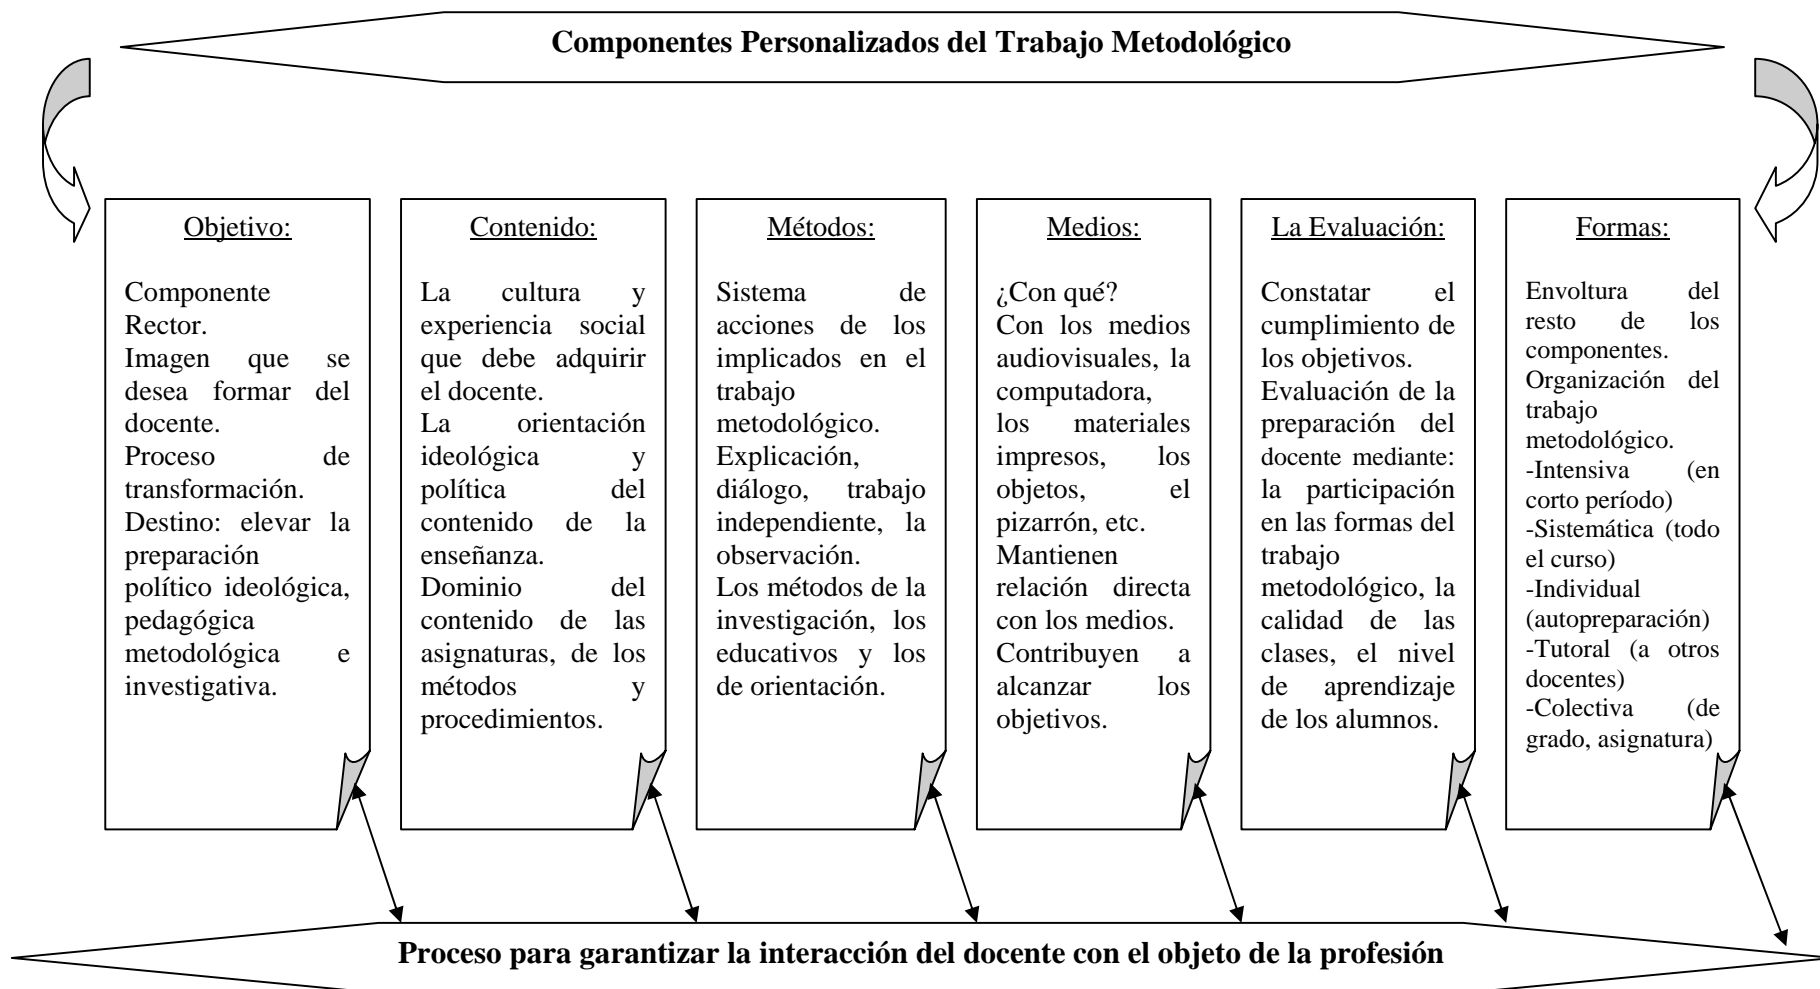 Componentes Personalizados del Trabajo Metodológico
Objetivo:
Componente
Rector.
Imagen que se
desea formar del
docente.
Proceso de
transformación.
Destino: elevar la
preparación
político ideológica,
pedagógica
metodológica e
investigativa.
Contenido:
La cultura y
experiencia social
que debe adquirir
el docente.
La orientación
ideológica y
política del
contenido de la
enseñanza.
Dominio del
contenido de las
asignaturas, de los
métodos y
procedimientos.
Métodos:
Sistema de
acciones de los
implicados en el
trabajo
metodológico.
Explicación,
diálogo, trabajo
independiente, la
observación.
Los métodos de la
investigación, los
educativos y los
de orientación.
Medios:
¿Con qué?
Con los medios
audiovisuales, la
computadora,
los materiales
impresos, los
objetos, el
pizarrón, etc.
Mantienen
relación directa
con los medios.
Contribuyen a
alcanzar los
objetivos.
La Evaluación:
Constatar el
cumplimiento de
los objetivos.
Evaluación de la
preparación del
docente mediante:
la participación
en las formas del
trabajo
metodológico, la
calidad de las
clases, el nivel
de aprendizaje
de los alumnos.
Formas:
Envoltura del
resto de los
componentes.
Organización del
trabajo
metodológico.
-Intensiva (en
corto período)
-Sistemática (todo
el curso)
-Individual
(autopreparación)
-Tutoral (a otros
docentes)
-Colectiva (de
grado, asignatura)
Proceso para garantizar la interacción del docente con el objeto de la profesión